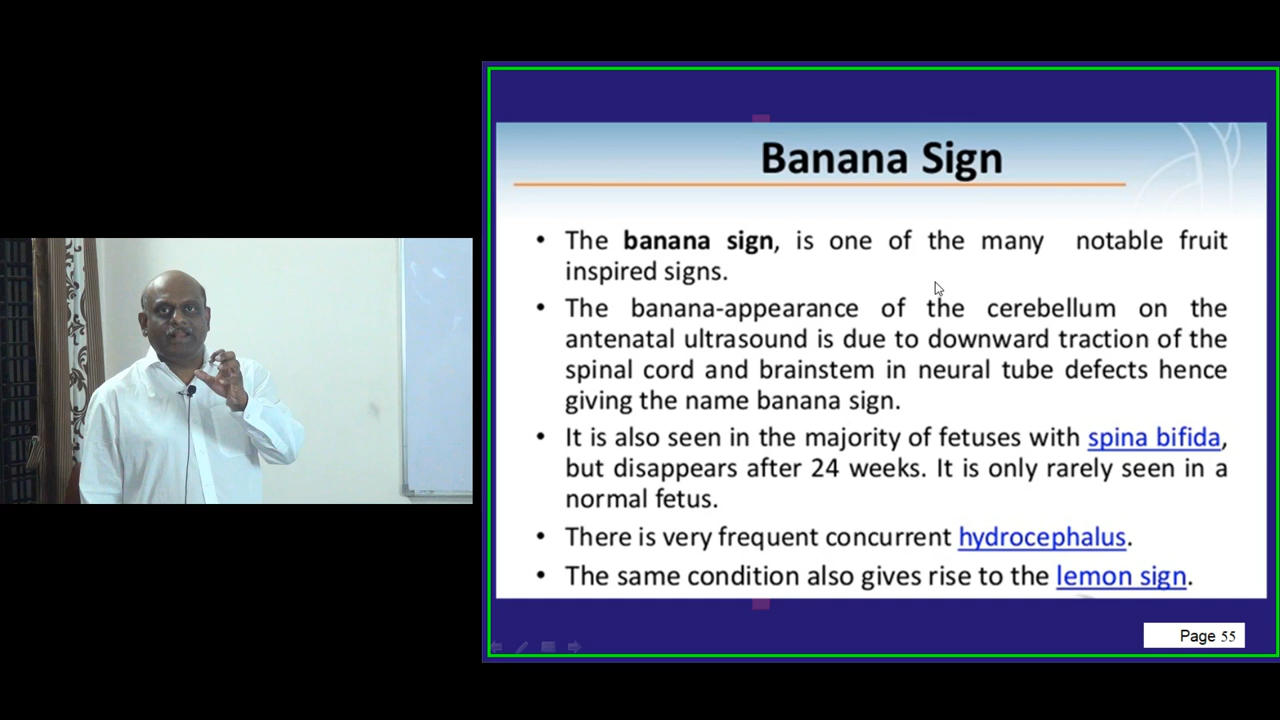 Banana Sign
• The banana sign, is one of the many notable fruit
inspired signs.
• The banana-appearance of the cerebellum on the
antenatal ultrasound is due to downward traction of the
spinal cord and brainstem in neural tube defects hence
giving the name banana sign.
• It is also seen in the majority of fetuses with spina bifida,
but disappears after 24 weeks. It is only rarely seen in a
normal fetus.
• There is very frequent concurrent hydrocephalus.
• The same condition also gives rise to the lemon sign.
Page 55